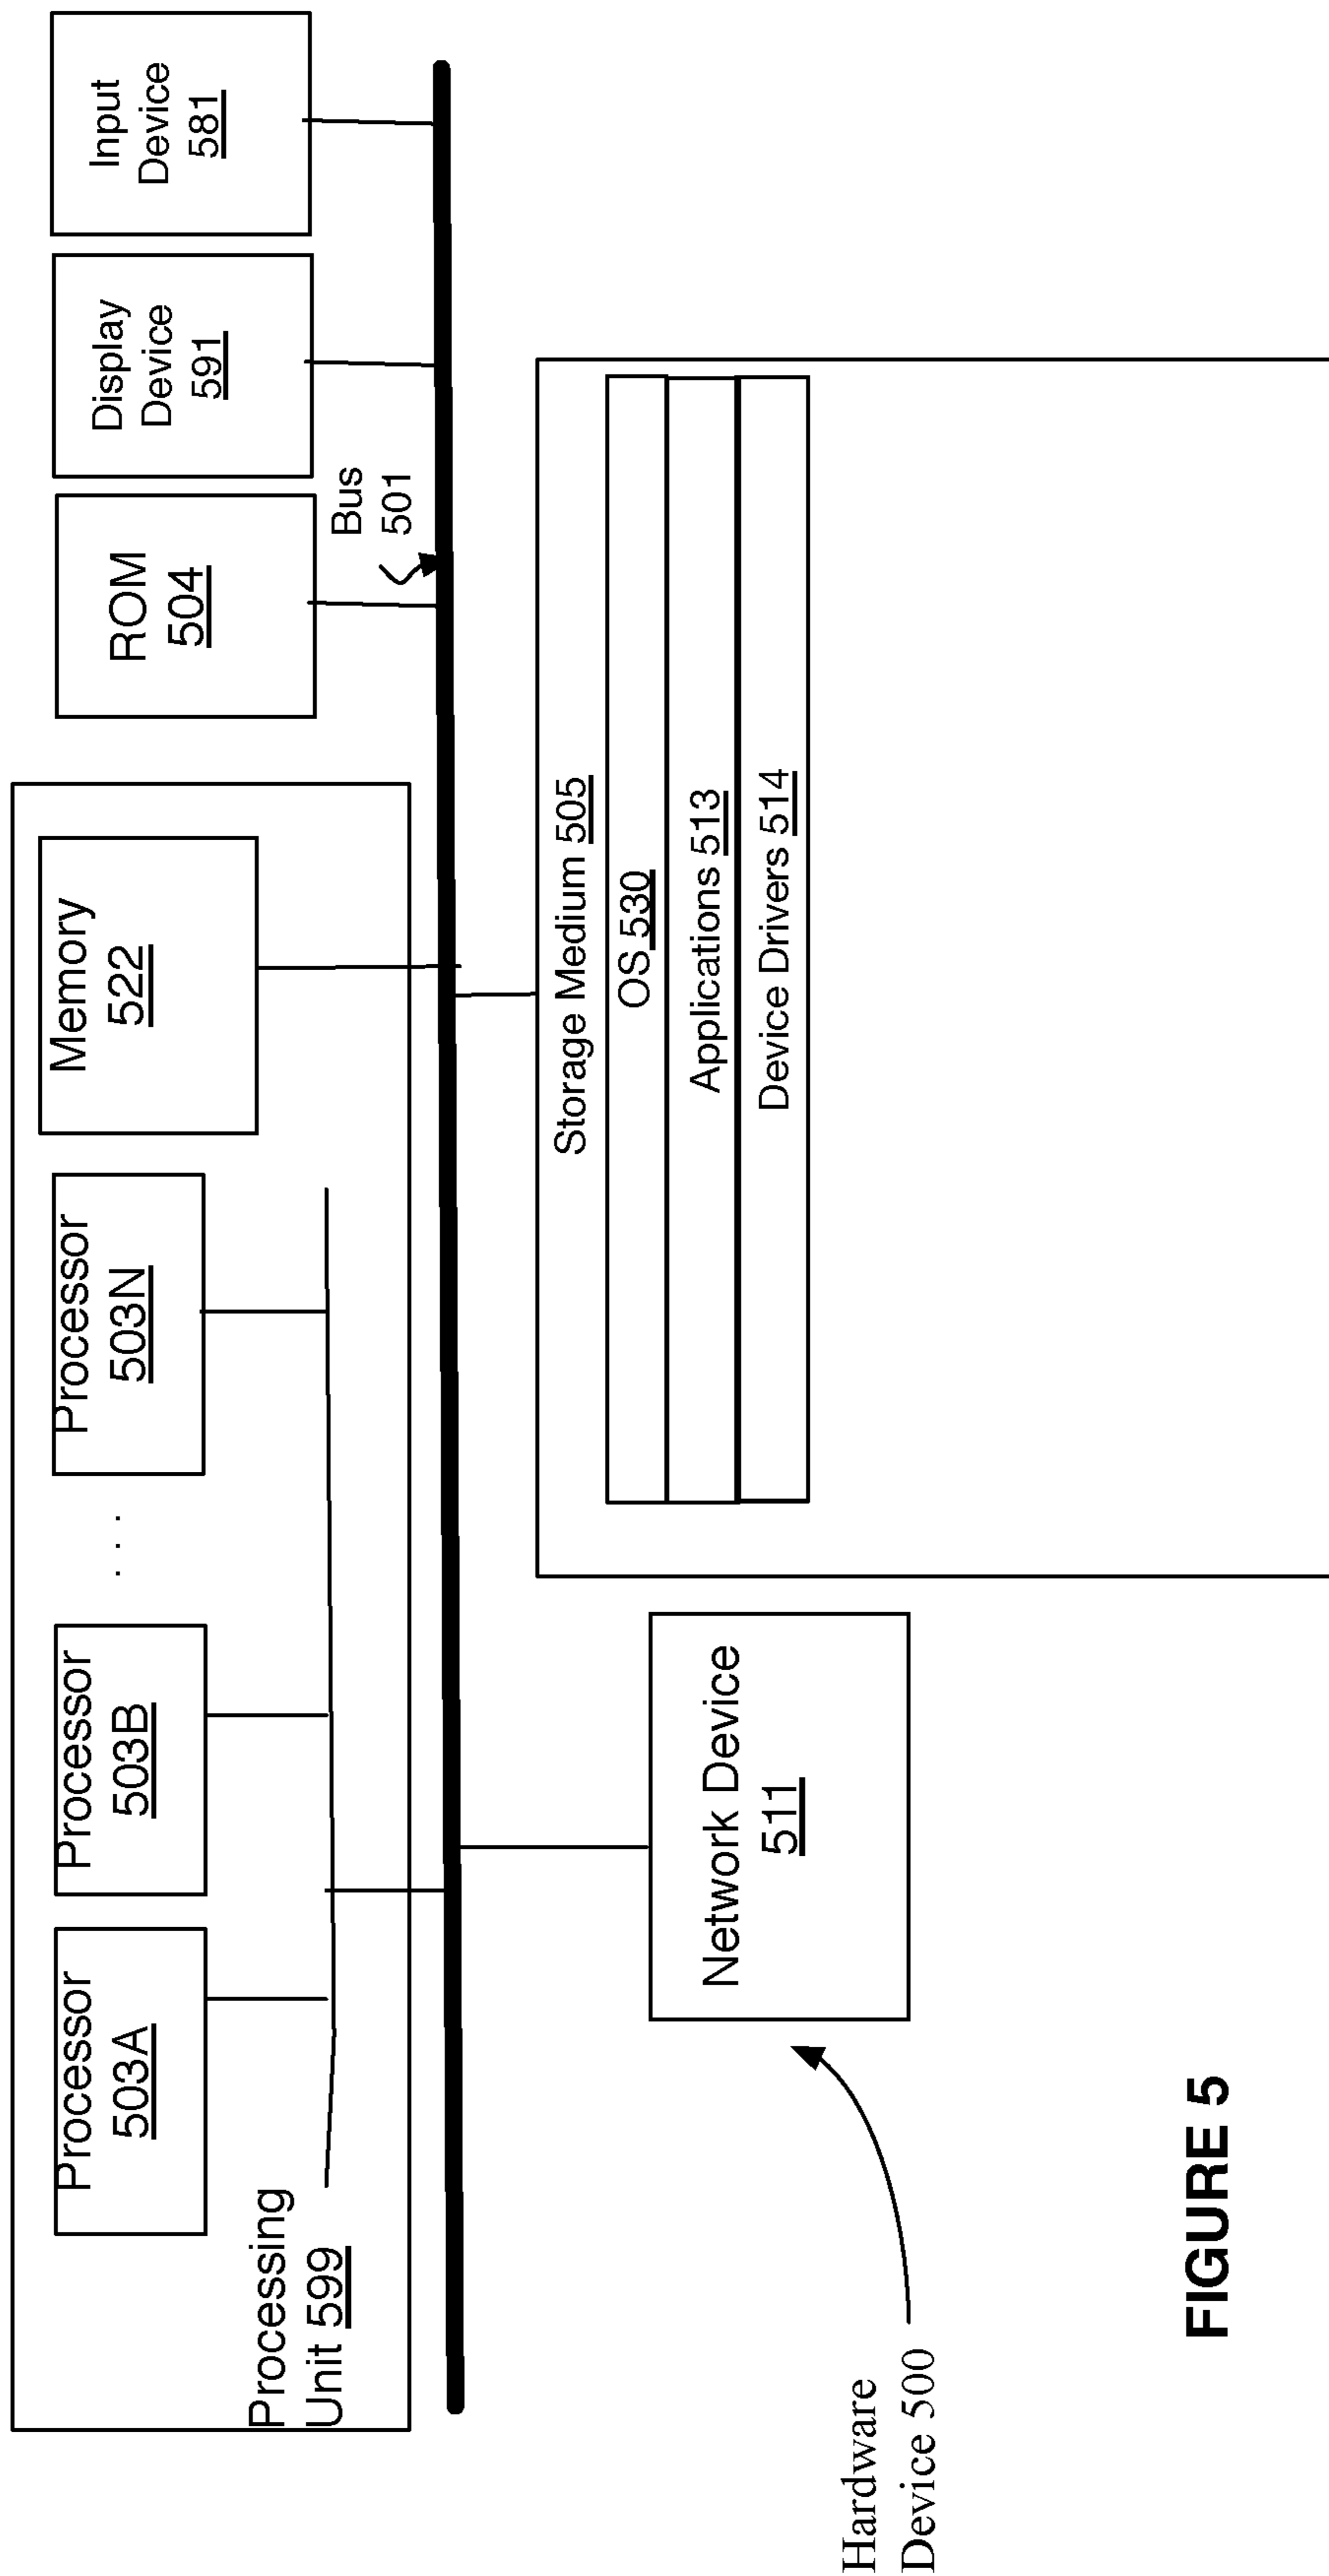 Processor
503A
Processor
503B
. . .
Processor
503N
Memory
522
Processing
Unit 599
ROM
504
Display
Device
591
Input
Device
581
Bus
501
Network Device
511
Storage Medium 505
OS 530
Applications 513
Device Drivers 514
Hardware
Device 500
FIGURE 5